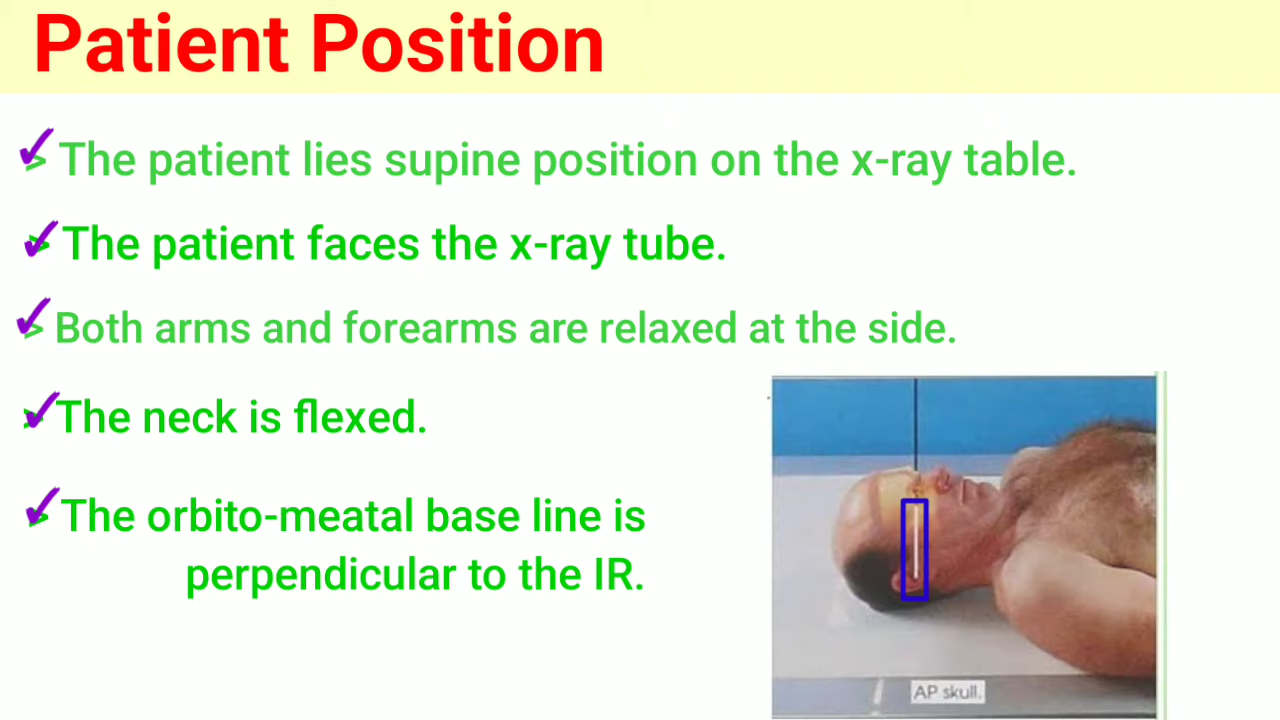 Patient Position
✓> The patient lies supine position on the x-ray table.
✓> The patient faces the x-ray tube.
✓> Both arms and forearms are relaxed at the side.
✓> The neck is flexed.
✓> The orbito-meatal base line is
perpendicular to the IR.
AP skull.